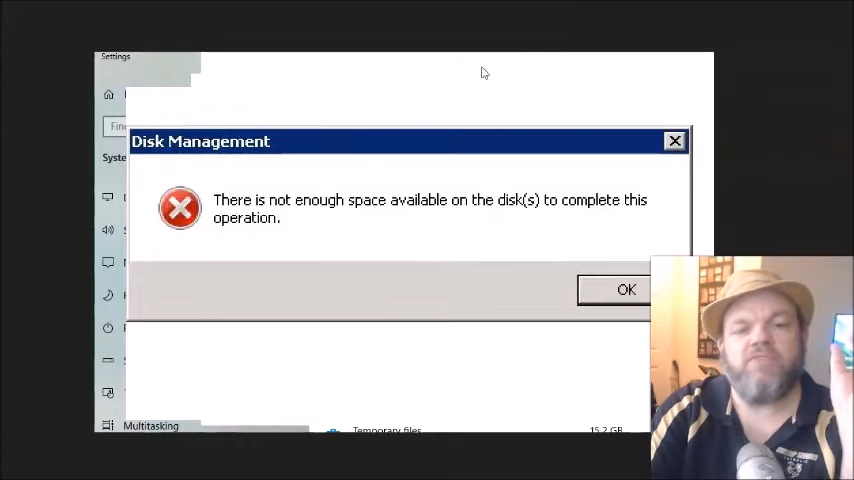 Settings
Disk Management
There is not enough space available on the disk(s) to complete this
operation.
OK
Multitasking
Temporary files
15.2 GB